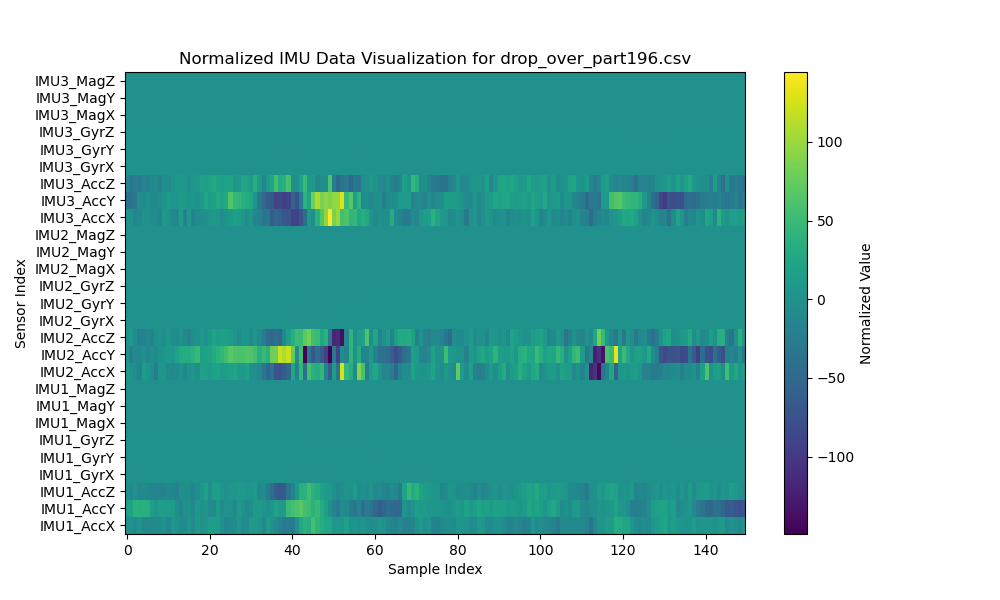 Normalized IMU Data Visualization for drop_over_part196.csv
IMU3_MagZ
IMU3_MagY
IMU3_MagX
IMU3_GyrZ
IMU3_GyrY
IMU3_GyrX
IMU3_AccZ
IMU3_AccY
IMU3_AccX
IMU2_MagZ
IMU2_MagY
IMU2_MagX
IMU2_GyrZ
IMU2_GyrY
IMU2_GyrX
IMU2_AccZ
IMU2_AccY
IMU2_AccX
IMU1_MagZ
IMU1_MagY
IMU1_MagX
IMU1_GyrZ
IMU1_GyrY
IMU1_GyrX
IMU1_AccZ
IMU1_AccY
IMU1_AccX
Sensor Index
0 20 40 60 80 100 120 140
Sample Index
100
50
0
−50
−100
Normalized Value